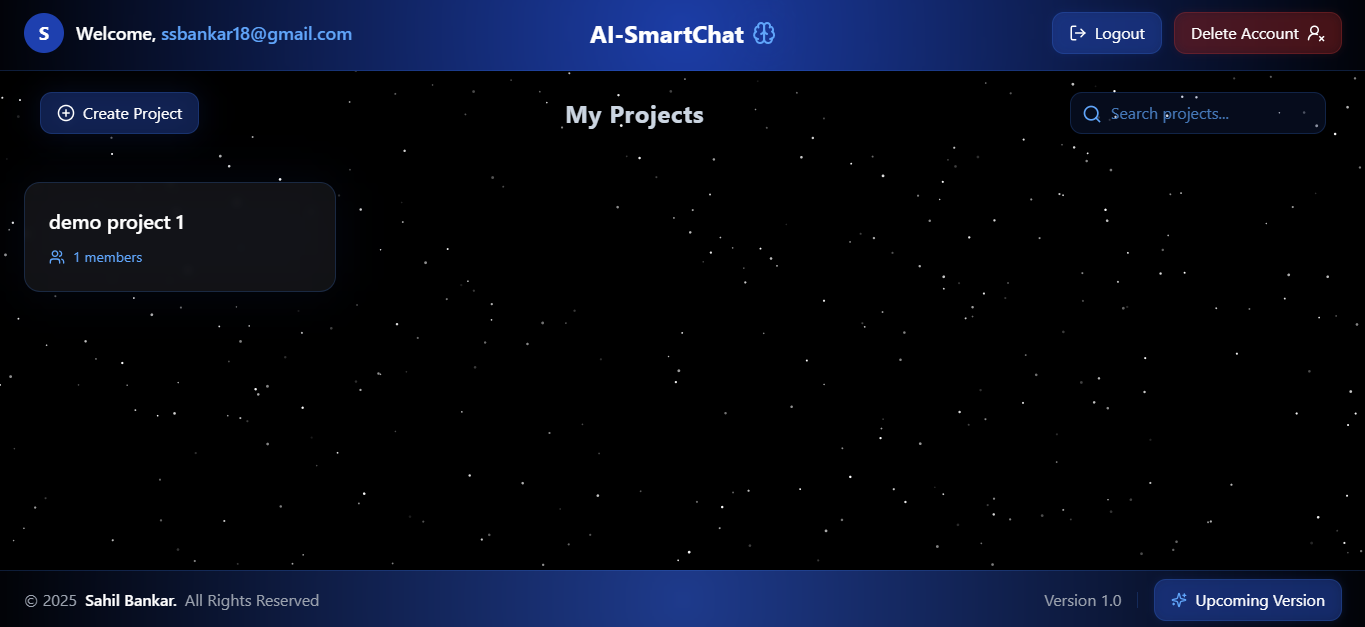 S
Welcome, ssbankar18@gmail.com
AI-SmartChat
Logout
Delete Account
Create Project
My Projects
Search projects...
demo project 1
1 members
© 2025 Sahil Bankar. All Rights Reserved
Version 1.0
Upcoming Version